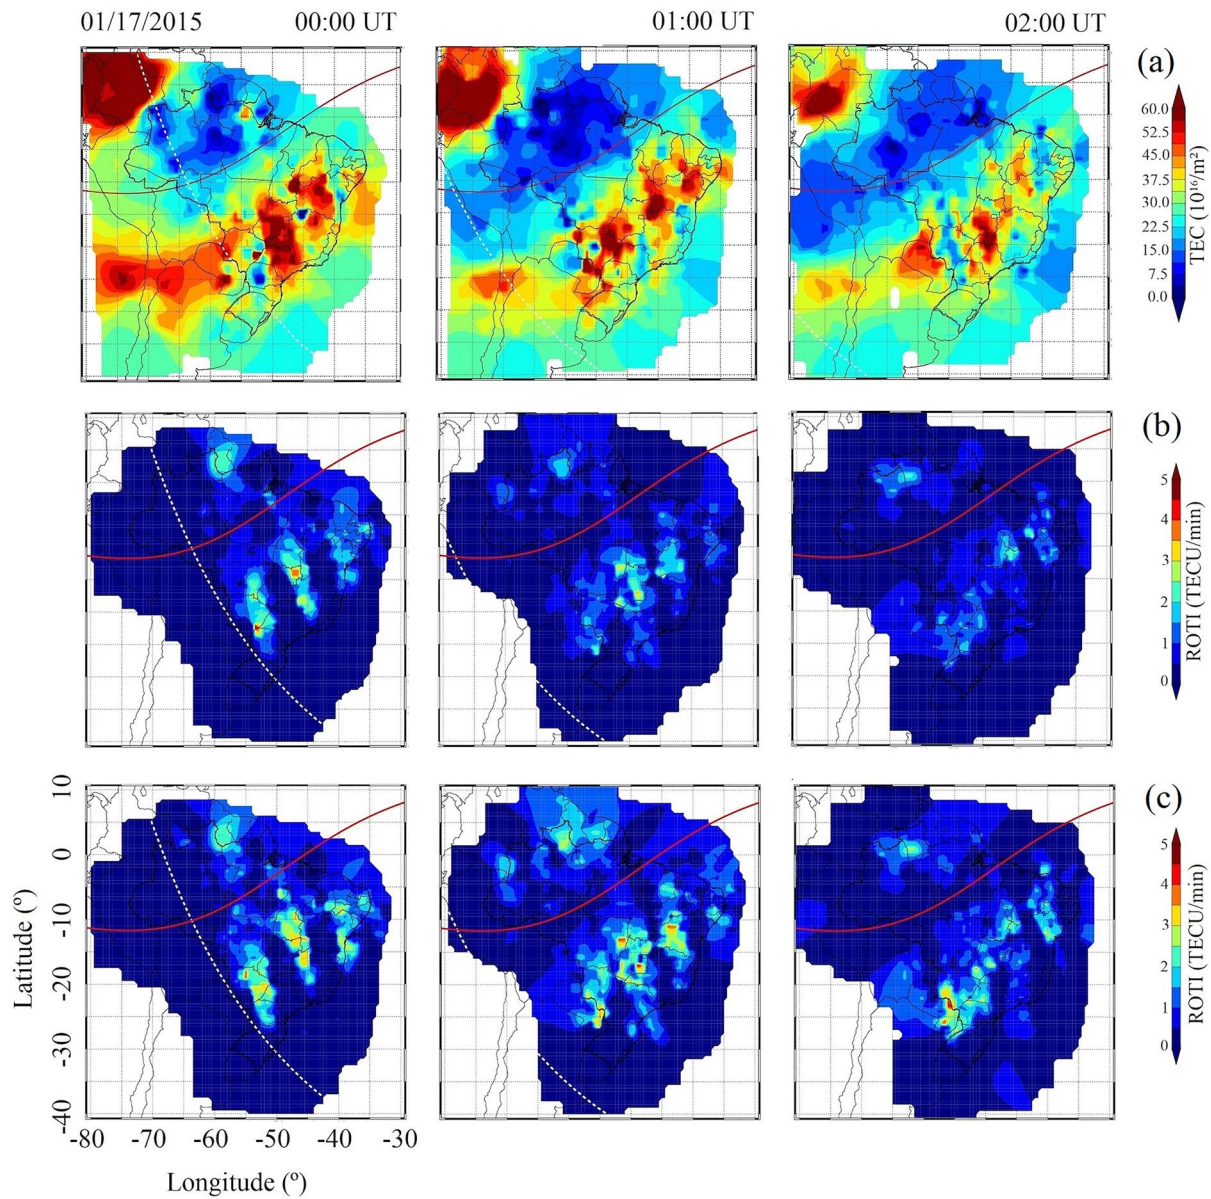 01/17/2015 00:00 UT 01:00 UT 02:00 UT
(a)
60.0
52.5
45.0
37.5
30.0
22.5
15.0
7.5
0.0
TEC (10¹⁶/m²)
(b)
5
4
3
2
1
0
ROTI (TECU/min)
(c)
5
4
3
2
1
0
ROTI (TECU/min)
10
0
-10
-20
-30
-40
Latitude (º)
-80 -70 -60 -50 -40 -30
Longitude (º)